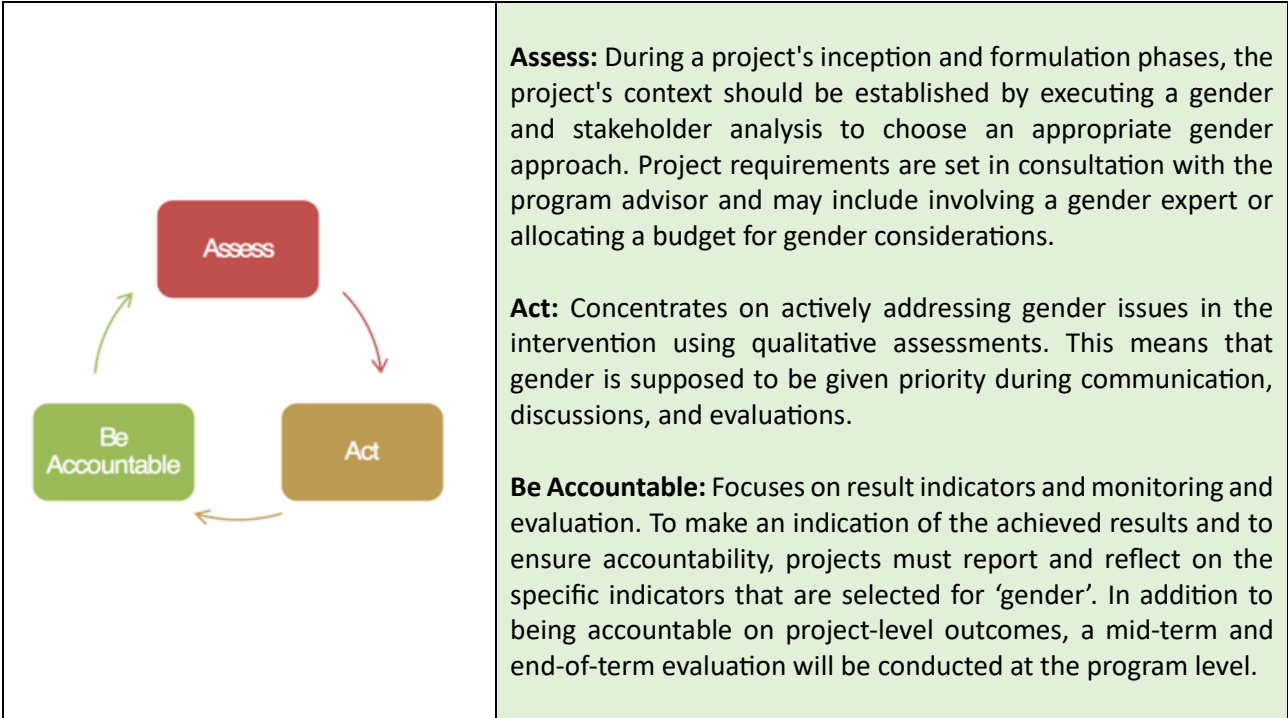 Assess
Act
Be
Accountable
Assess: During a project's inception and formulation phases, the
project's context should be established by executing a gender
and stakeholder analysis to choose an appropriate gender
approach. Project requirements are set in consultation with the
program advisor and may include involving a gender expert or
allocating a budget for gender considerations.
Act: Concentrates on actively addressing gender issues in the
intervention using qualitative assessments. This means that
gender is supposed to be given priority during communication,
discussions, and evaluations.
Be Accountable: Focuses on result indicators and monitoring and
evaluation. To make an indication of the achieved results and to
ensure accountability, projects must report and reflect on the
specific indicators that are selected for ‘gender’. In addition to
being accountable on project-level outcomes, a mid-term and
end-of-term evaluation will be conducted at the program level.